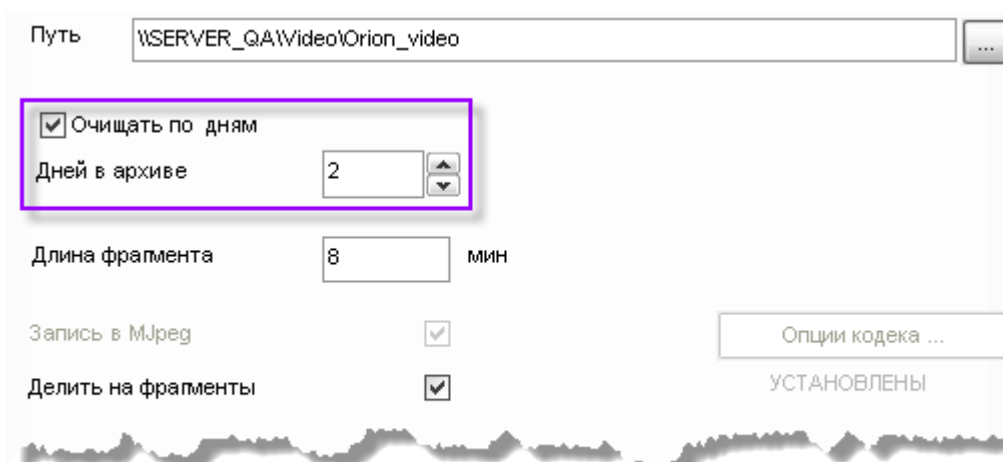 Путь \\SERVER_QA\Video\Orion_video ...
Очищать по дням
Дней в архиве 2
Длина фрагмента 8 мин
Запись в MJpeg Опции кодека ...
Делить на фрагменты УСТАНОВЛЕНЫ